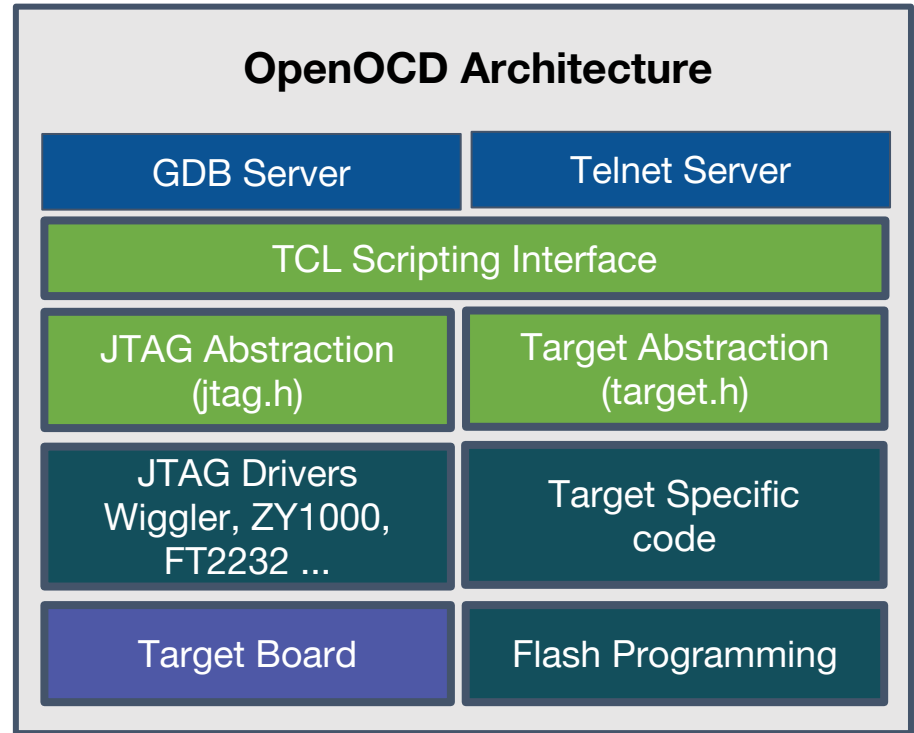 OpenOCD Architecture
GDB Server
Telnet Server
TCL Scripting Interface
JTAG Abstraction
(jtag.h)
Target Abstraction
(target.h)
JTAG Drivers
Wiggler, ZY1000,
FT2232 ...
Target Specific
code
Target Board
Flash Programming